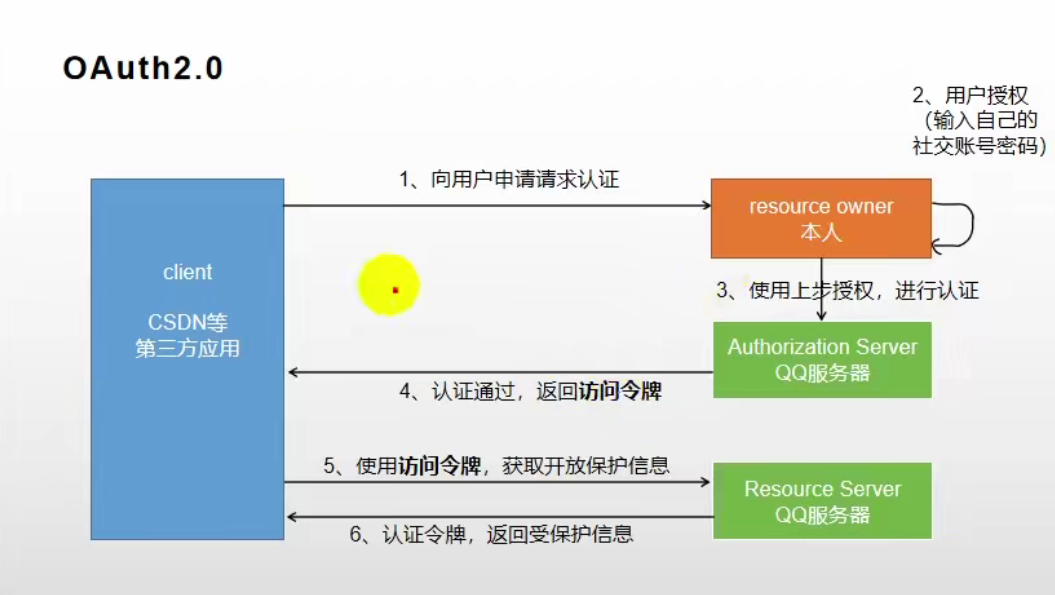 OAuth2.0
2、用户授权
（输入自己的
社交账号密码）
1、向用户申请请求认证
resource owner
本人
client
CSDN等
第三方应用
3、使用上步授权，进行认证
Authorization Server
QQ服务器
4、认证通过，返回访问令牌
5、使用访问令牌，获取开放保护信息
Resource Server
QQ服务器
6、认证令牌，返回受保护信息